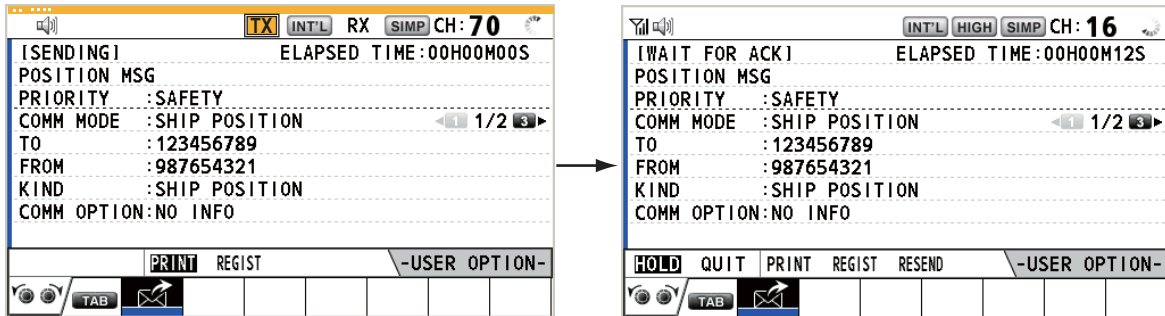 TX INT'L RX SIMP CH:70
[SENDING] ELAPSED TIME:00H00M00S
POSITION MSG
PRIORITY :SAFETY
COMM MODE :SHIP POSITION 1 1/2 3
TO :123456789
FROM :987654321
KIND :SHIP POSITION
COMM OPTION:NO INFO
PRINT REGIST -USER OPTION-
TAB
INT'L HIGH SIMP CH:16
[WAIT FOR ACK] ELAPSED TIME:00H00M12S
POSITION MSG
PRIORITY :SAFETY
COMM MODE :SHIP POSITION 1 1/2 3
TO :123456789
FROM :987654321
KIND :SHIP POSITION
COMM OPTION:NO INFO
HOLD QUIT PRINT REGIST RESEND -USER OPTION-
TAB